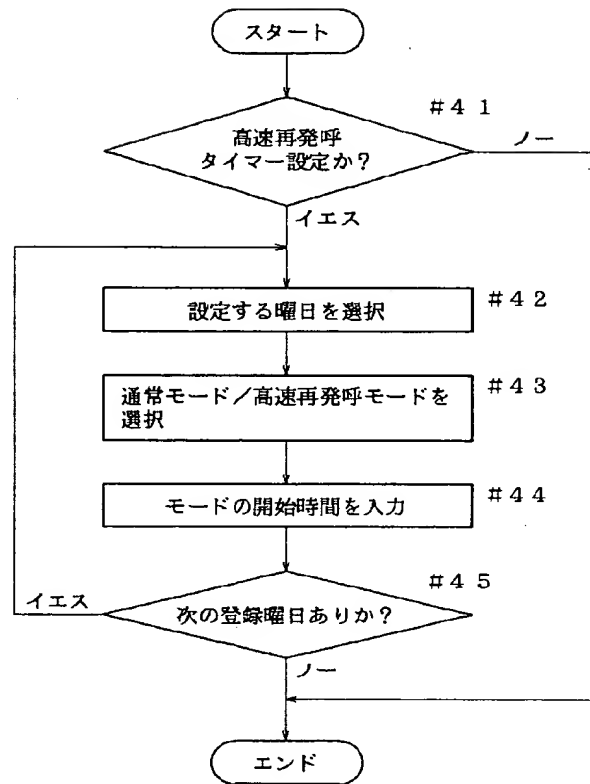 スタート
#41
高速再発呼
タイマー設定か？
ノー
イエス
設定する曜日を選択
#42
通常モード／高速再発呼モードを
選択
#43
モードの開始時間を入力
#44
#45
イエス
次の登録曜日ありか？
ノー
エンド